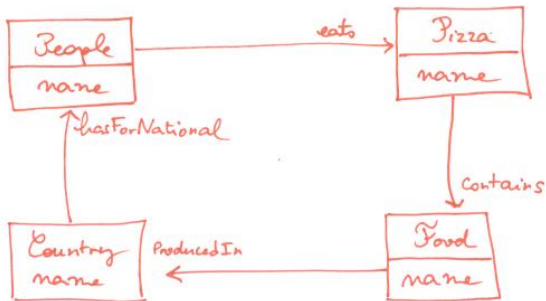 People
name
eats
Pizza
name
hasForNational
contains
Country
name
ProducedIn
Food
name